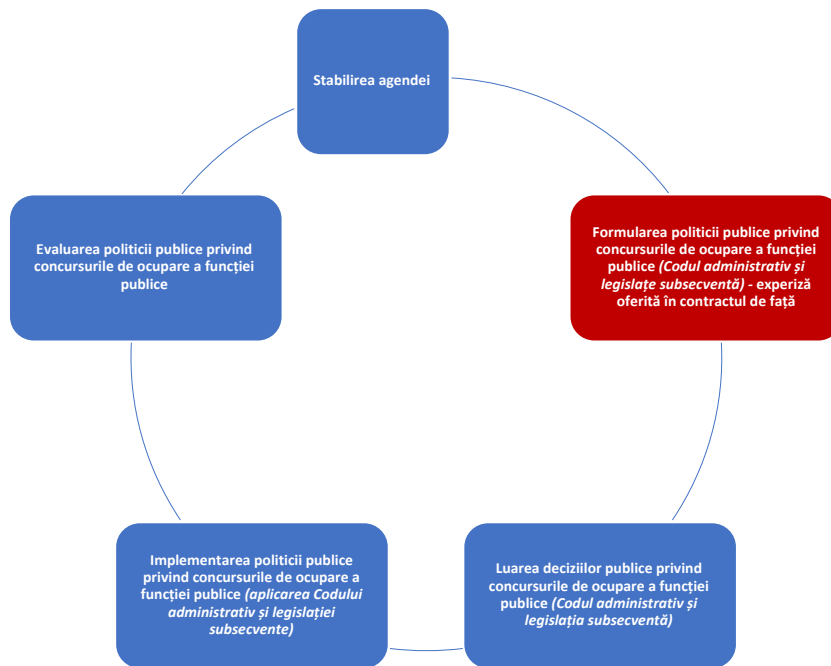 Stabilirea agendei
Formularea politicii publice privind
concursurile de ocupare a funcției
publice (Codul administrativ și
legislațe subsecventă) - experiză
oferită în contractul de față
Luarea deciziilor publice privind
concursurile de ocupare a funcției
publice (Codul administrativ și
legislația subsecventă)
Implementarea politicii publice
privind concursurile de ocupare a
funcției publice (aplicarea Codului
administrativ și legislației
subsecvente)
Evaluarea politicii publice privind
concursurile de ocupare a funcției
publice